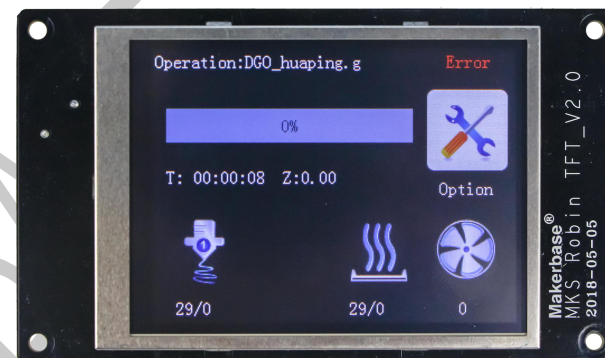 Operation:DGO_huaping.g
Error
0%
T: 00:00:08 Z:0.00
Option
1
29/0
29/0
0
Makerbase®
MKS Robin TFT_V2.0
2018-05-05